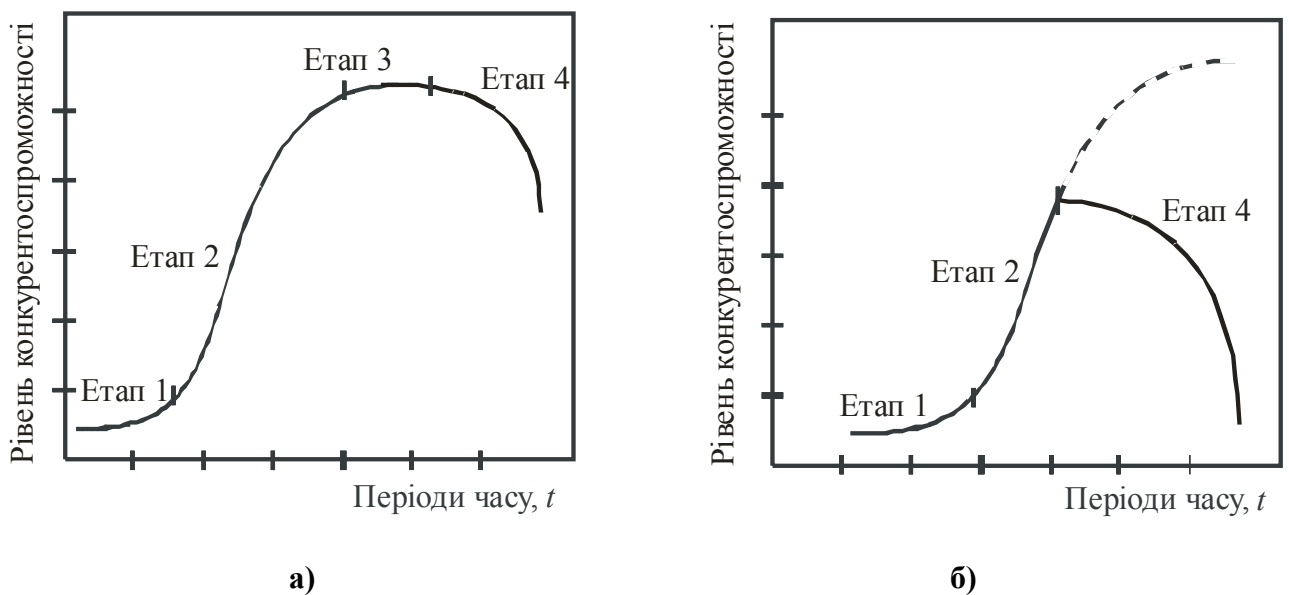 Рівень конкурентоспроможності
Етап 1
Етап 2
Етап 3
Етап 4
Періоди часу, t
а)
Рівень конкурентоспроможності
Етап 1
Етап 2
Етап 4
Періоди часу, t
б)